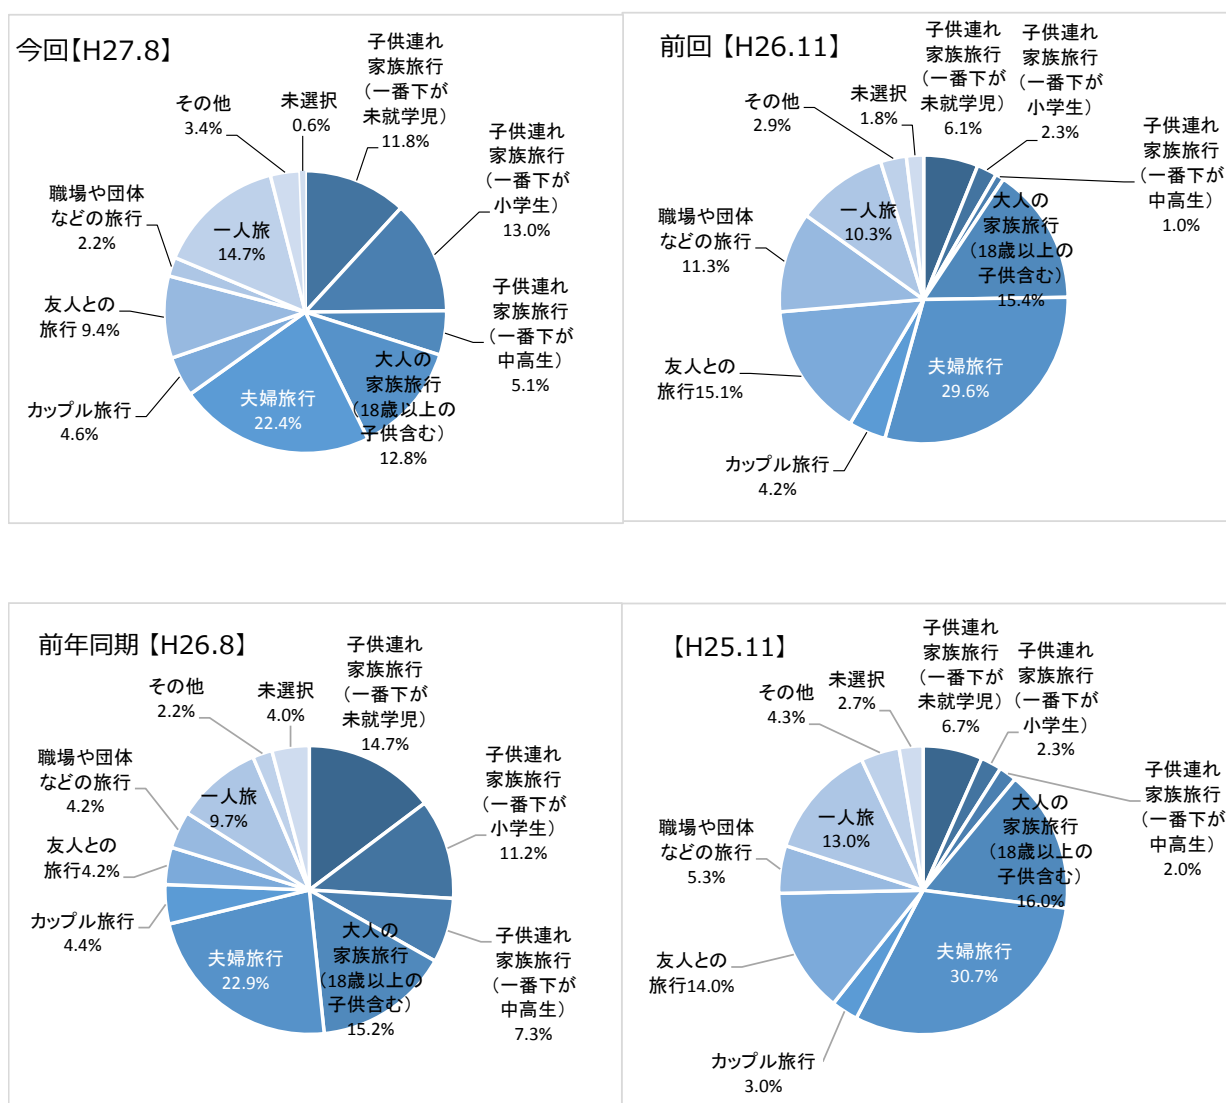 今回【H27.8】
子供連れ
家族旅行
（一番下が
未就学児）
11.8%
子供連れ
家族旅行
（一番下が
小学生）
13.0%
子供連れ
家族旅行
（一番下が
中高生）
5.1%
大人の
家族旅行
（18歳以上の
子供含む）
12.8%
夫婦旅行
22.4%
カップル旅行
4.6%
友人との
旅行 9.4%
職場や団体
などの旅行
2.2%
一人旅
14.7%
その他
3.4%
未選択
0.6%
前回【H26.11】
子供連れ
家族旅行
（一番下が
未就学児）
6.1%
子供連れ
家族旅行
（一番下が
小学生）
2.3%
子供連れ
家族旅行
（一番下が
中高生）
1.0%
大人の
家族旅行
（18歳以上の
子供含む）
15.4%
夫婦旅行
29.6%
カップル旅行
4.2%
友人との
旅行15.1%
職場や団体
などの旅行
11.3%
一人旅
10.3%
その他
2.9%
未選択
1.8%
前年同期【H26.8】
子供連れ
家族旅行
（一番下が
未就学児）
14.7%
子供連れ
家族旅行
（一番下が
小学生）
11.2%
子供連れ
家族旅行
（一番下が
中高生）
7.3%
大人の
家族旅行
（18歳以上の
子供含む）
15.2%
夫婦旅行
22.9%
カップル旅行
4.4%
友人との
旅行4.2%
職場や団体
などの旅行
4.2%
一人旅
9.7%
その他
2.2%
未選択
4.0%
【H25.11】
子供連れ
家族旅行
（一番下が
未就学児）
6.7%
子供連れ
家族旅行
（一番下が
小学生）
2.3%
子供連れ
家族旅行
（一番下が
中高生）
2.0%
大人の
家族旅行
（18歳以上の
子供含む）
16.0%
夫婦旅行
30.7%
カップル旅行
3.0%
友人との
旅行14.0%
職場や団体
などの旅行
5.3%
一人旅
13.0%
その他
4.3%
未選択
2.7%